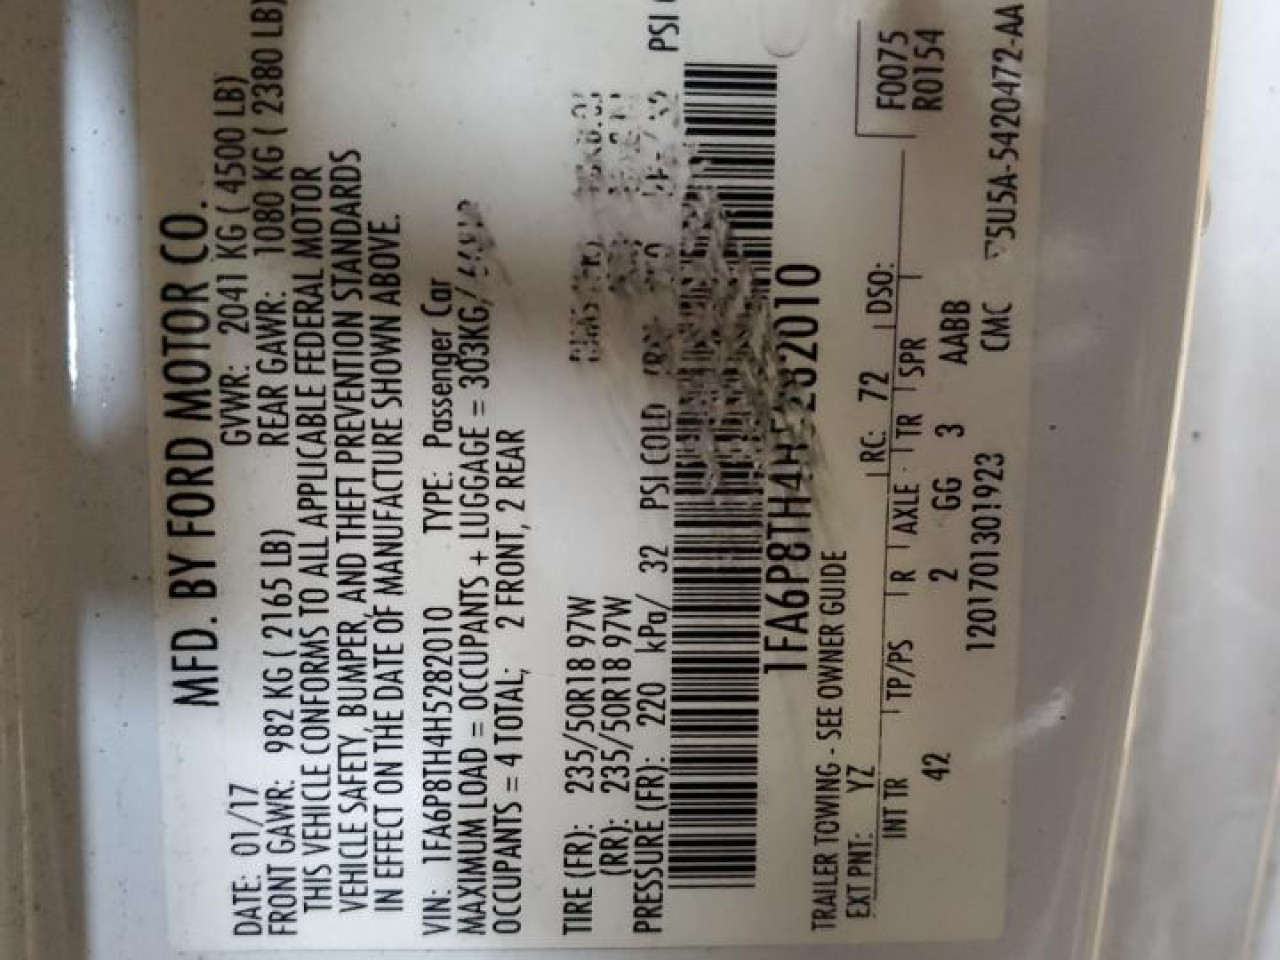 MFD. BY FORD MOTOR CO.
DATE: 01/17 GVWR: 2041 KG ( 4500 LB)
FRONT GAWR: 982 KG ( 2165 LB) REAR GAWR: 1080 KG ( 2380 LB)
THIS VEHICLE CONFORMS TO ALL APPLICABLE FEDERAL MOTOR
VEHICLE SAFETY, BUMPER, AND THEFT PREVENTION STANDARDS
IN EFFECT ON THE DATE OF MANUFACTURE SHOWN ABOVE.
VIN: 1FA6P8TH4H5282010 TYPE: Passenger Car
MAXIMUM LOAD = OCCUPANTS + LUGGAGE = 303KG/
OCCUPANTS = 4 TOTAL; 2 FRONT, 2 REAR
TIRE (FR): 235/50R18 97W
(RR): 235/50R18 97W
PRESSURE (FR): 220 kPa/ 32 PSI COLD PSI
1FA6P8TH4H5282010
TRAILER TOWING - SEE OWNER GUIDE
EXT PNT: YZ RC: 72 DSO: F0075
INT TR TP/PS R AXLE TR SPR R0154
42 2 GG 3 AABB
1201701301923 CMC 5U5A-5420472-AA